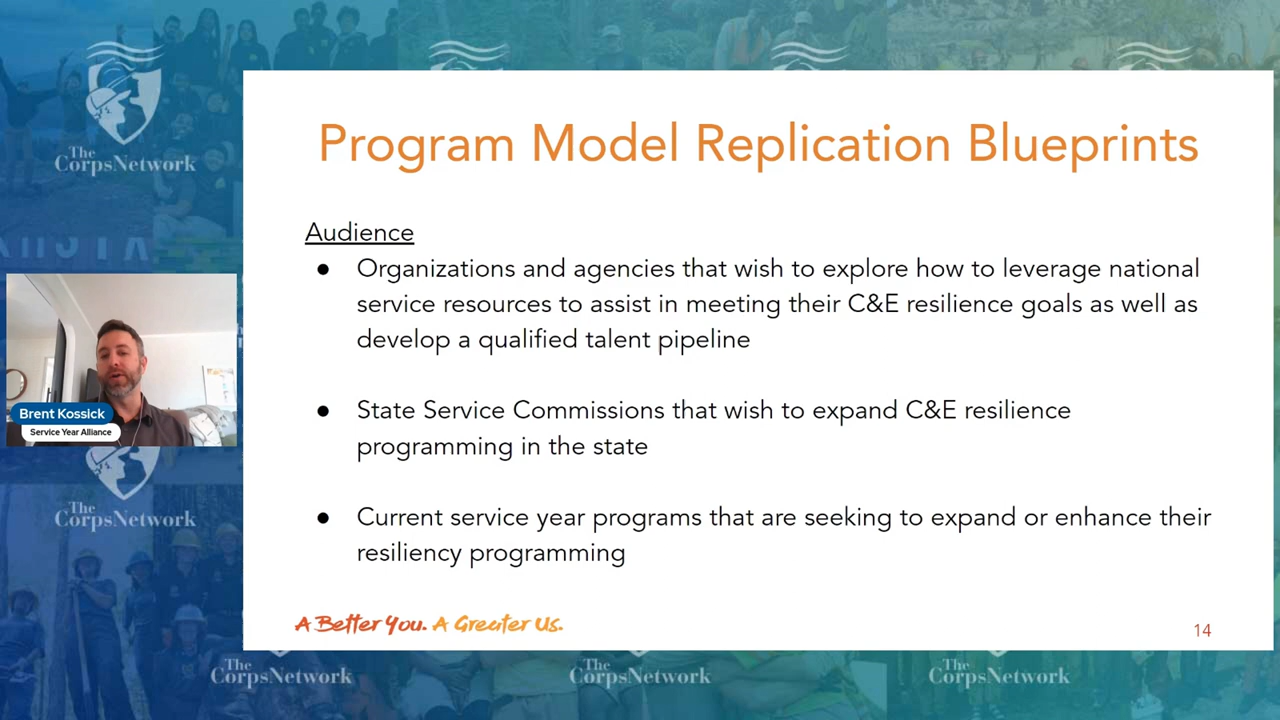 The
CorpsNetwork
Program Model Replication Blueprints
Audience
● Organizations and agencies that wish to explore how to leverage national
service resources to assist in meeting their C&E resilience goals as well as
develop a qualified talent pipeline
● State Service Commissions that wish to expand C&E resilience
programming in the state
● Current service year programs that are seeking to expand or enhance their
resiliency programming
A Better You. A Greater Us.
14
Brent Kossick
Service Year Alliance
The
CorpsNetwork
The
CorpsNetwork
The
CorpsNetwork
The
CorpsNetwork